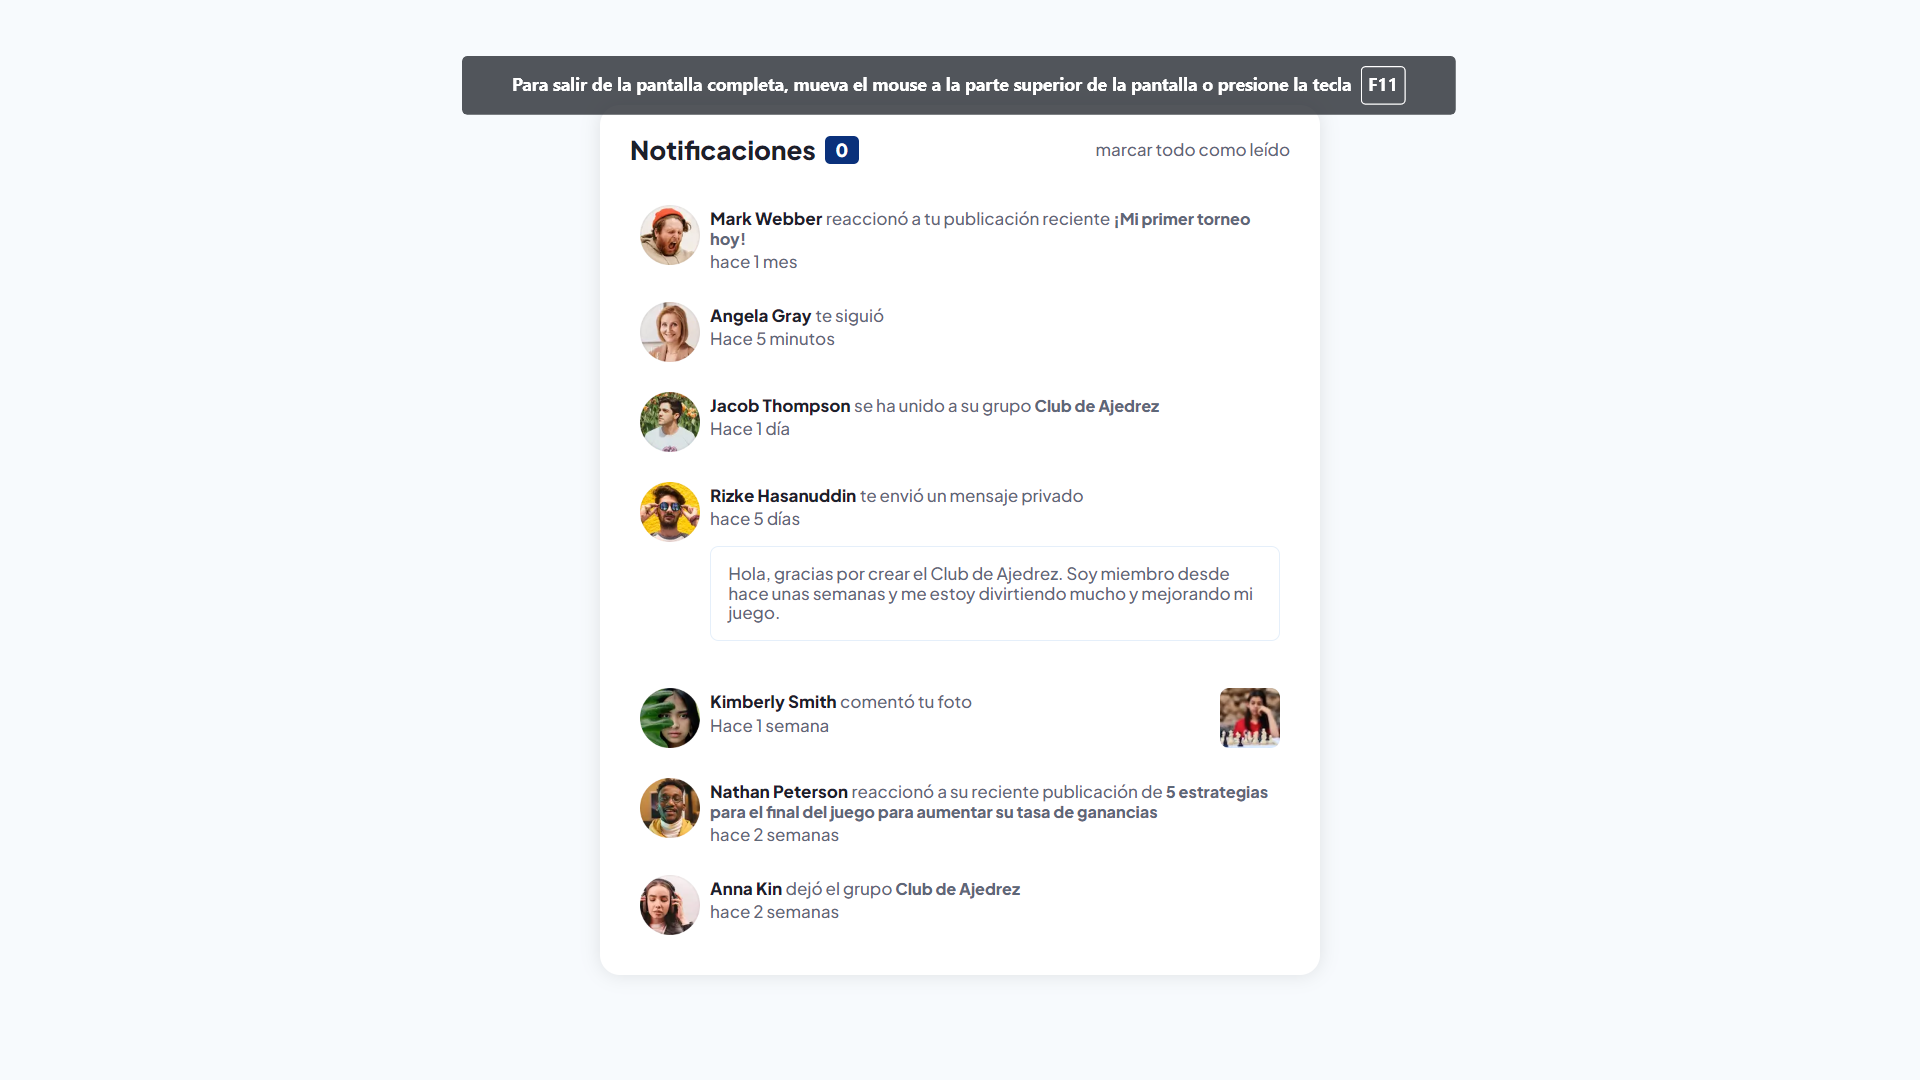 Para salir de la pantalla completa, mueva el mouse a la parte superior de la pantalla o presione la tecla F11
Notificaciones 0
marcar todo como leído
Mark Webber reaccionó a tu publicación reciente ¡Mi primer torneo
hoy!
hace 1 mes
Angela Gray te siguió
Hace 5 minutos
Jacob Thompson se ha unido a su grupo Club de Ajedrez
Hace 1 día
Rizke Hasanuddin te envió un mensaje privado
hace 5 días
Hola, gracias por crear el Club de Ajedrez. Soy miembro desde
hace unas semanas y me estoy divirtiendo mucho y mejorando mi
juego.
Kimberly Smith comentó tu foto
Hace 1 semana
Nathan Peterson reaccionó a su reciente publicación de 5 estrategias
para el final del juego para aumentar su tasa de ganancias
hace 2 semanas
Anna Kin dejó el grupo Club de Ajedrez
hace 2 semanas